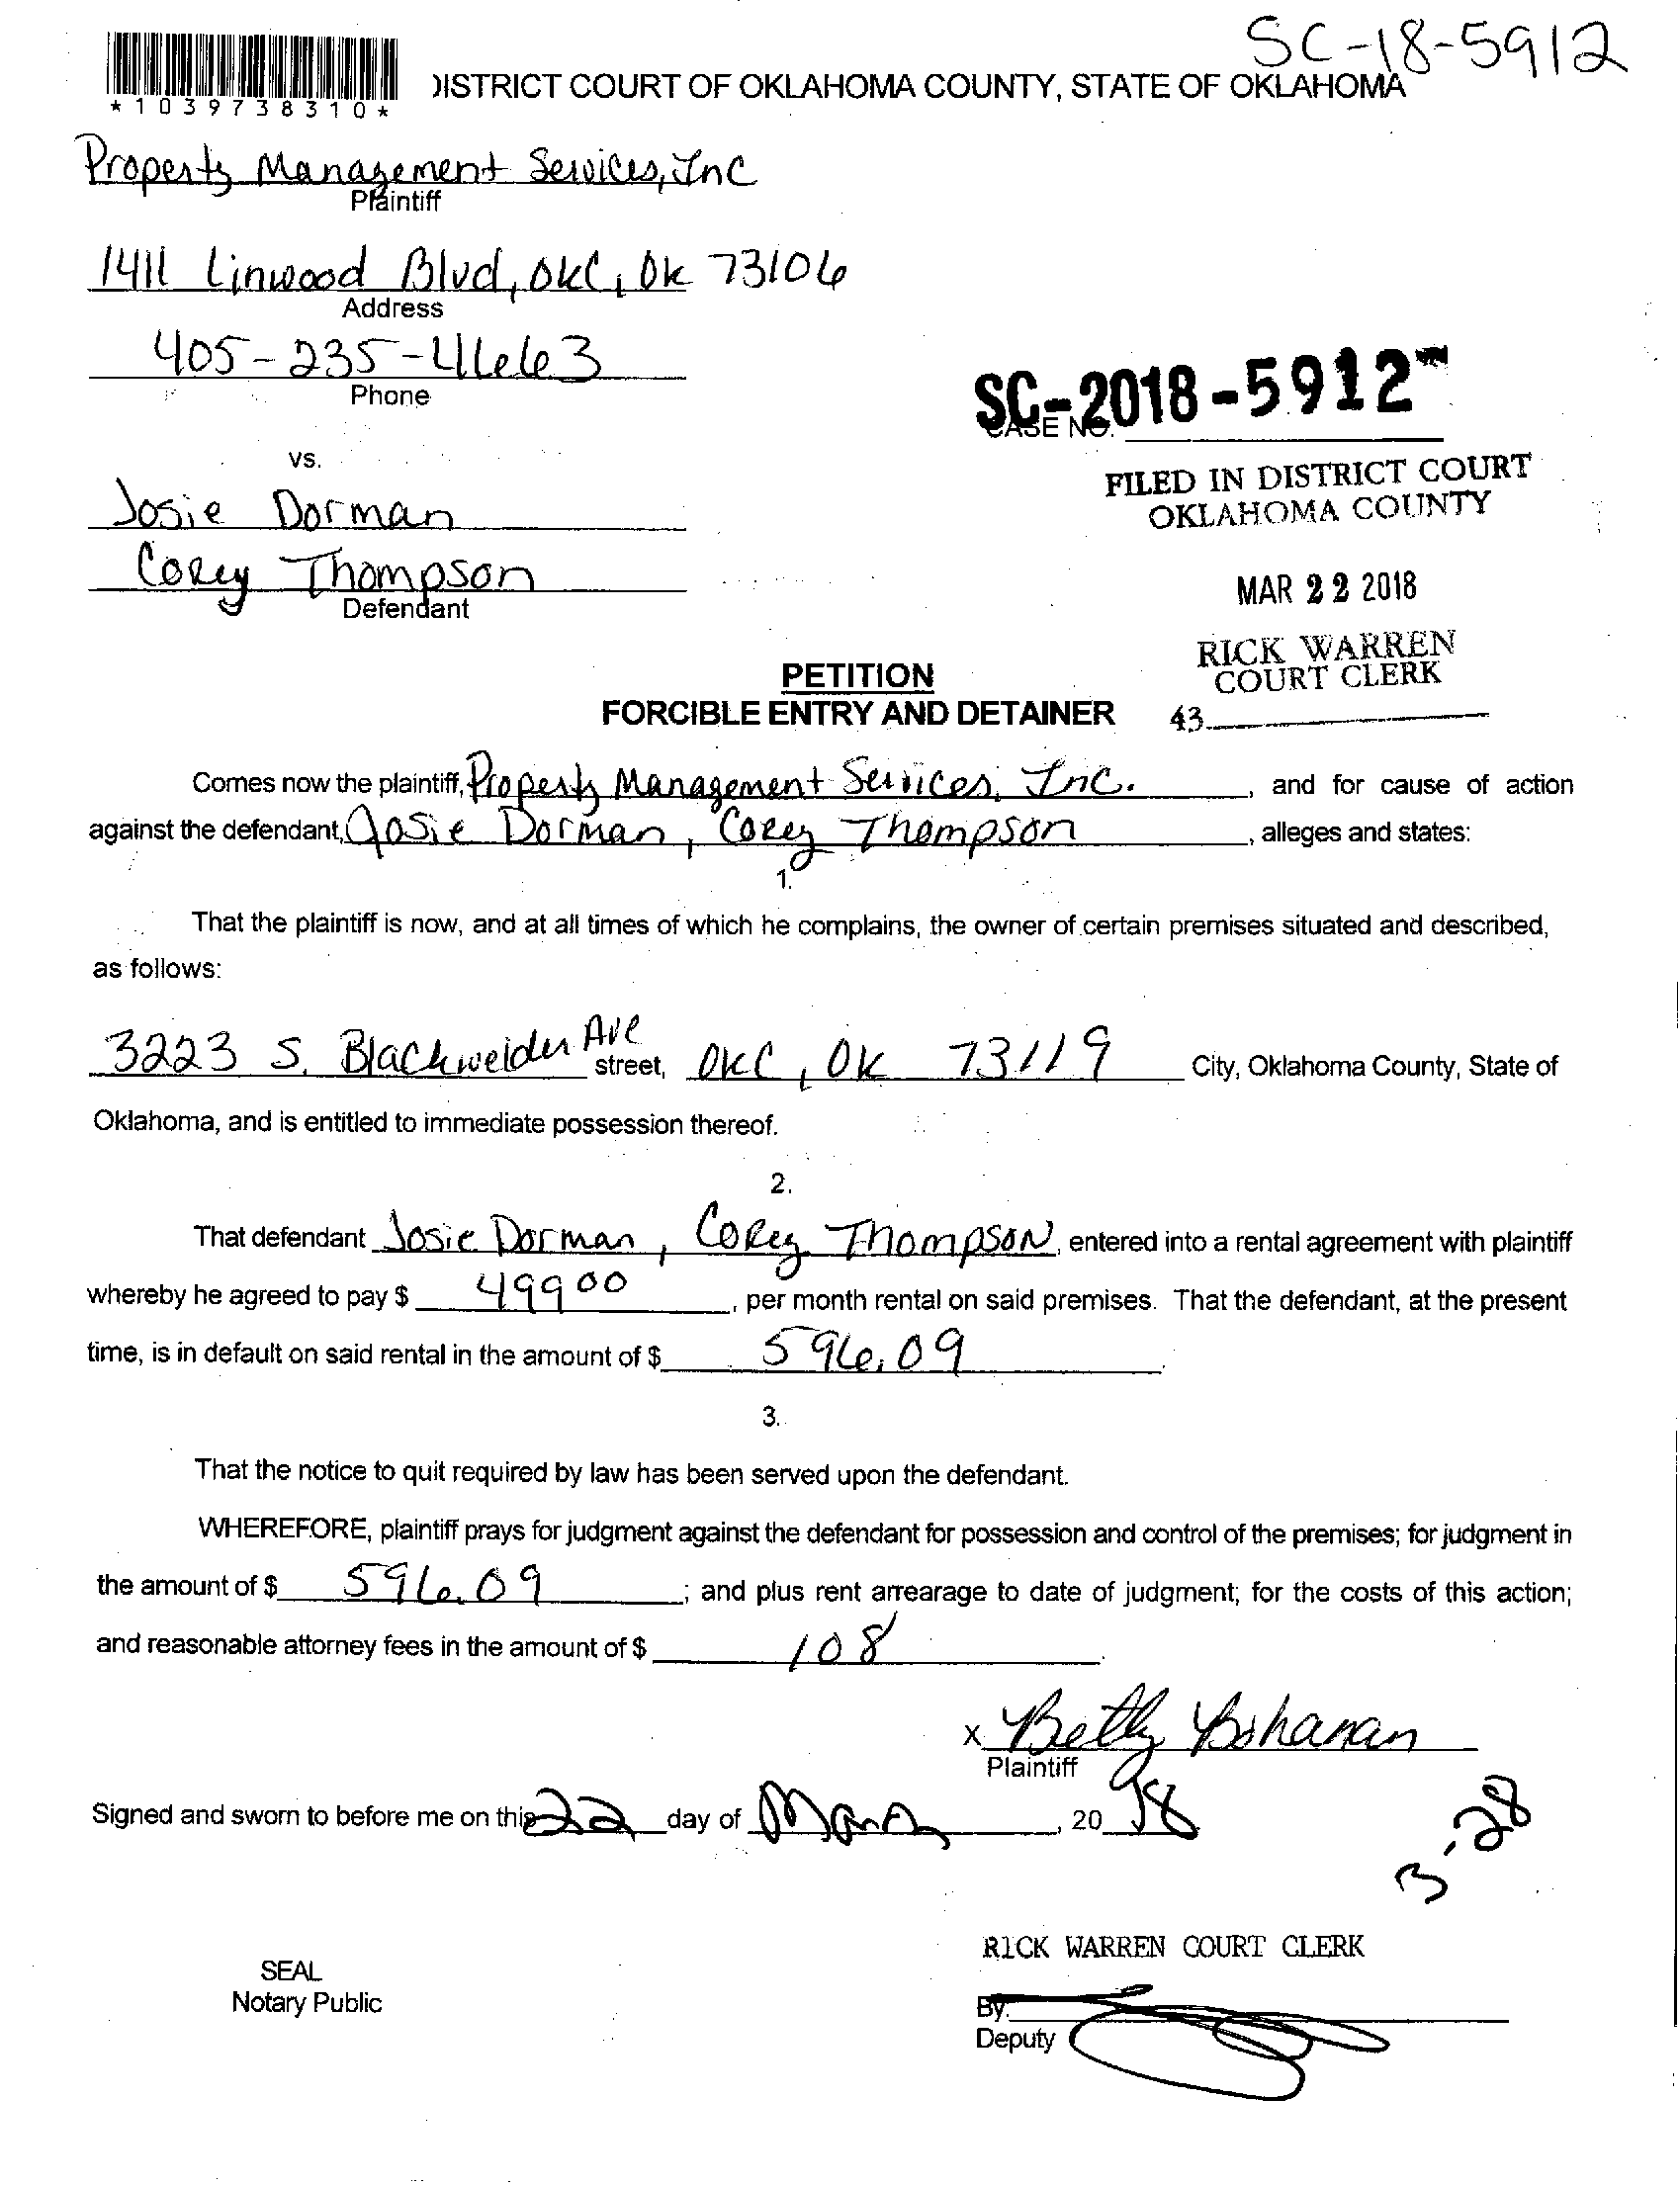 SC-18-5912
*1039738310*
DISTRICT COURT OF OKLAHOMA COUNTY, STATE OF OKLAHOMA
Property Management Services, Inc
Plaintiff
1411 Linwood Blvd, OKC, Ok 73106
Address
405-235-4663
Phone
SC-2018-5912
CASE NO.
vs.
FILED IN DISTRICT COURT
OKLAHOMA COUNTY
Josie Dorman
Corey Thompson
Defendant
MAR 22 2018
RICK WARREN
COURT CLERK
43
PETITION
FORCIBLE ENTRY AND DETAINER
Comes now the plaintiff, Property Management Services, Inc. , and for cause of action
against the defendant, Josie Dorman, Corey Thompson , alleges and states:
1.
That the plaintiff is now, and at all times of which he complains, the owner of certain premises situated and described,
as follows:
3223 S. Blackwelder Ave street, OKC, OK 73119 City, Oklahoma County, State of
Oklahoma, and is entitled to immediate possession thereof.
2.
That defendant Josie Dorman, Corey Thompson, entered into a rental agreement with plaintiff
whereby he agreed to pay $ 499 00 , per month rental on said premises. That the defendant, at the present
time, is in default on said rental in the amount of $ 596.09 .
3.
That the notice to quit required by law has been served upon the defendant.
WHEREFORE, plaintiff prays for judgment against the defendant for possession and control of the premises; for judgment in
the amount of $ 596.09 ; and plus rent arrearage to date of judgment; for the costs of this action;
and reasonable attorney fees in the amount of $ 108 .
X Betty Bohanan
Plaintiff
Signed and sworn to before me on this 22 day of March , 20 18
3-28
RICK WARREN COURT CLERK
SEAL
Notary Public
By:
Deputy